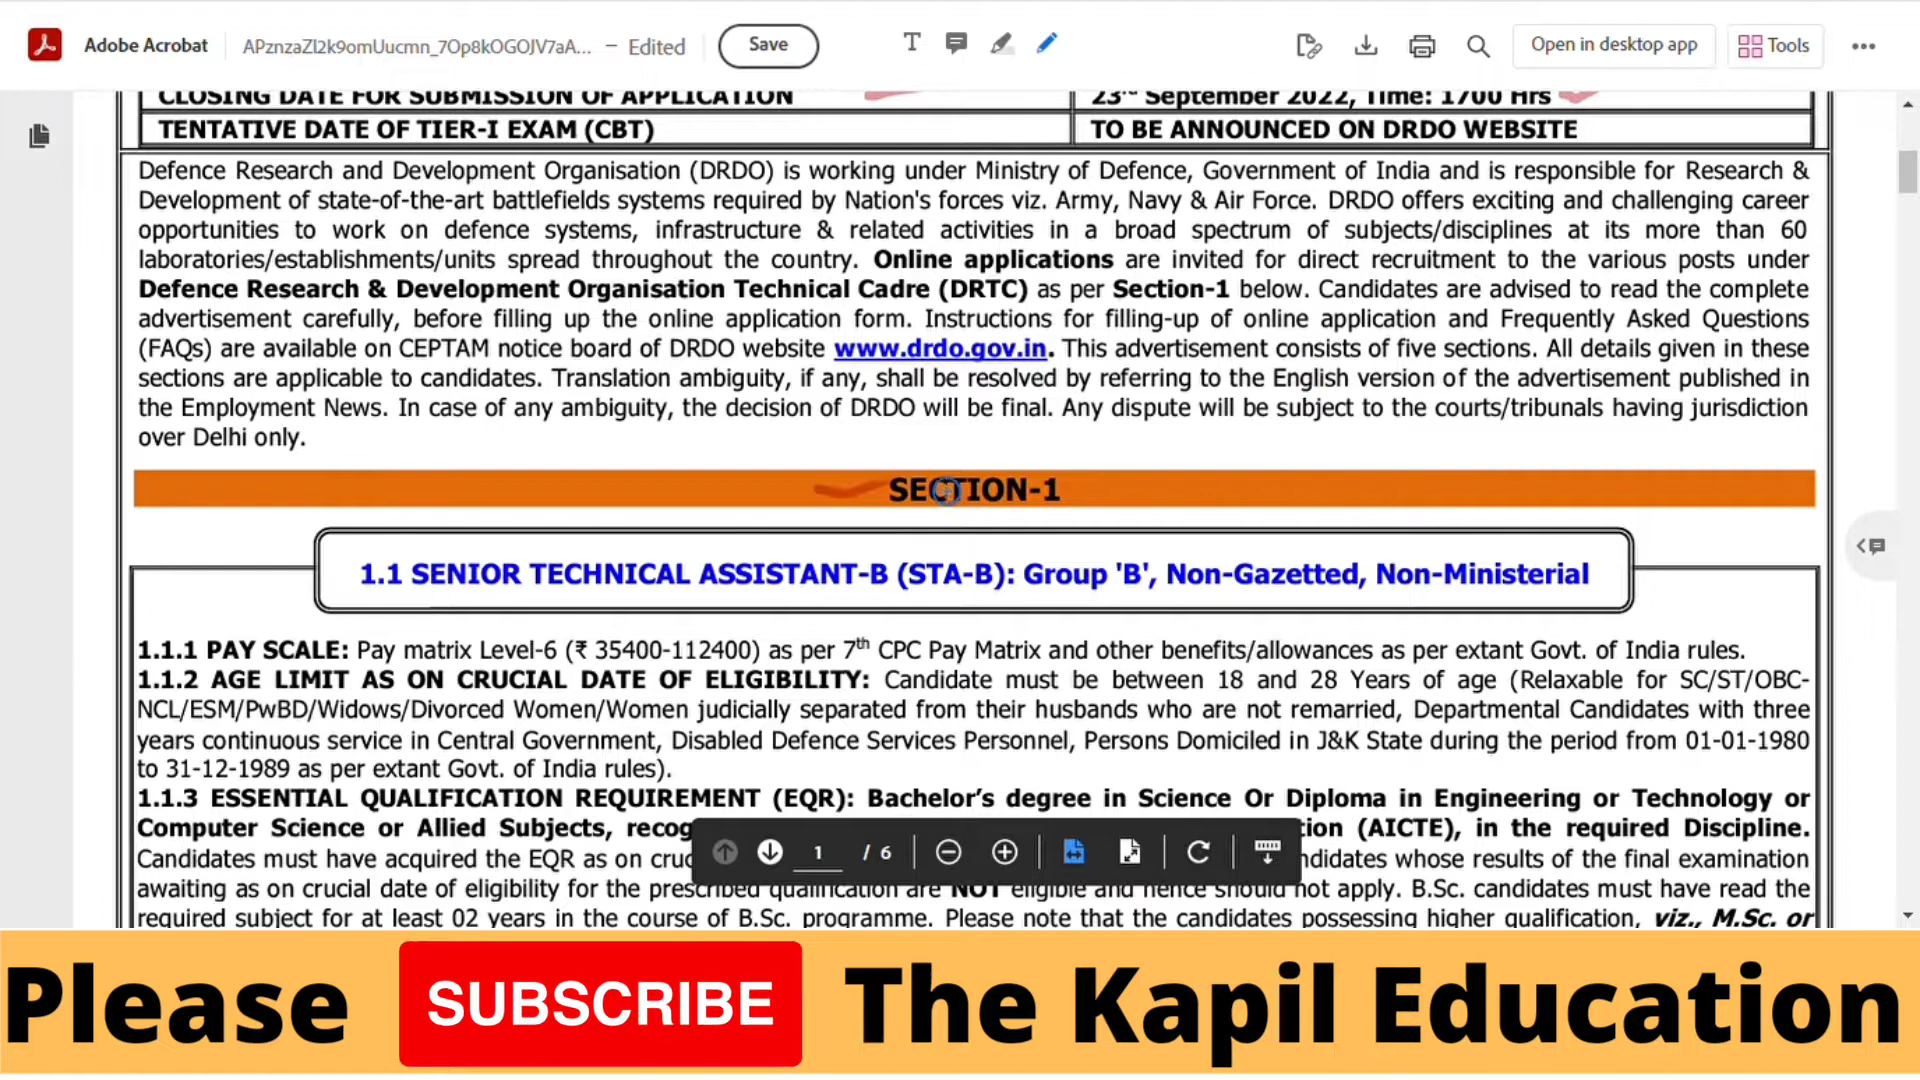 Adobe Acrobat
APznzaZl2k9omUucmn_7Op8kOGOJV7aA... – Edited
Save
Open in desktop app
Tools
CLOSING DATE FOR SUBMISSION OF APPLICATION
23rd September 2022, Time: 1700 Hrs
TENTATIVE DATE OF TIER-I EXAM (CBT)
TO BE ANNOUNCED ON DRDO WEBSITE
Defence Research and Development Organisation (DRDO) is working under Ministry of Defence, Government of India and is responsible for Research &
Development of state-of-the-art battlefields systems required by Nation's forces viz. Army, Navy & Air Force. DRDO offers exciting and challenging career
opportunities to work on defence systems, infrastructure & related activities in a broad spectrum of subjects/disciplines at its more than 60
laboratories/establishments/units spread throughout the country. Online applications are invited for direct recruitment to the various posts under
Defence Research & Development Organisation Technical Cadre (DRTC) as per Section-1 below. Candidates are advised to read the complete
advertisement carefully, before filling up the online application form. Instructions for filling-up of online application and Frequently Asked Questions
(FAQs) are available on CEPTAM notice board of DRDO website www.drdo.gov.in. This advertisement consists of five sections. All details given in these
sections are applicable to candidates. Translation ambiguity, if any, shall be resolved by referring to the English version of the advertisement published in
the Employment News. In case of any ambiguity, the decision of DRDO will be final. Any dispute will be subject to the courts/tribunals having jurisdiction
over Delhi only.
SECTION-1
1.1 SENIOR TECHNICAL ASSISTANT-B (STA-B): Group 'B', Non-Gazetted, Non-Ministerial
1.1.1 PAY SCALE: Pay matrix Level-6 (₹ 35400-112400) as per 7th CPC Pay Matrix and other benefits/allowances as per extant Govt. of India rules.
1.1.2 AGE LIMIT AS ON CRUCIAL DATE OF ELIGIBILITY: Candidate must be between 18 and 28 Years of age (Relaxable for SC/ST/OBC-
NCL/ESM/PwBD/Widows/Divorced Women/Women judicially separated from their husbands who are not remarried, Departmental Candidates with three
years continuous service in Central Government, Disabled Defence Services Personnel, Persons Domiciled in J&K State during the period from 01-01-1980
to 31-12-1989 as per extant Govt. of India rules).
1.1.3 ESSENTIAL QUALIFICATION REQUIREMENT (EQR): Bachelor's degree in Science Or Diploma in Engineering or Technology or
Computer Science or Allied Subjects, recog tion (AICTE), in the required Discipline.
Candidates must have acquired the EQR as on cruc ndidates whose results of the final examination
1 / 6
awaiting as on crucial date of eligibility for the prescribed qualification are NOT eligible and hence should not apply. B.Sc. candidates must have read the
required subject for at least 02 years in the course of B.Sc. programme. Please note that the candidates possessing higher qualification, viz., M.Sc. or
Please SUBSCRIBE The Kapil Education